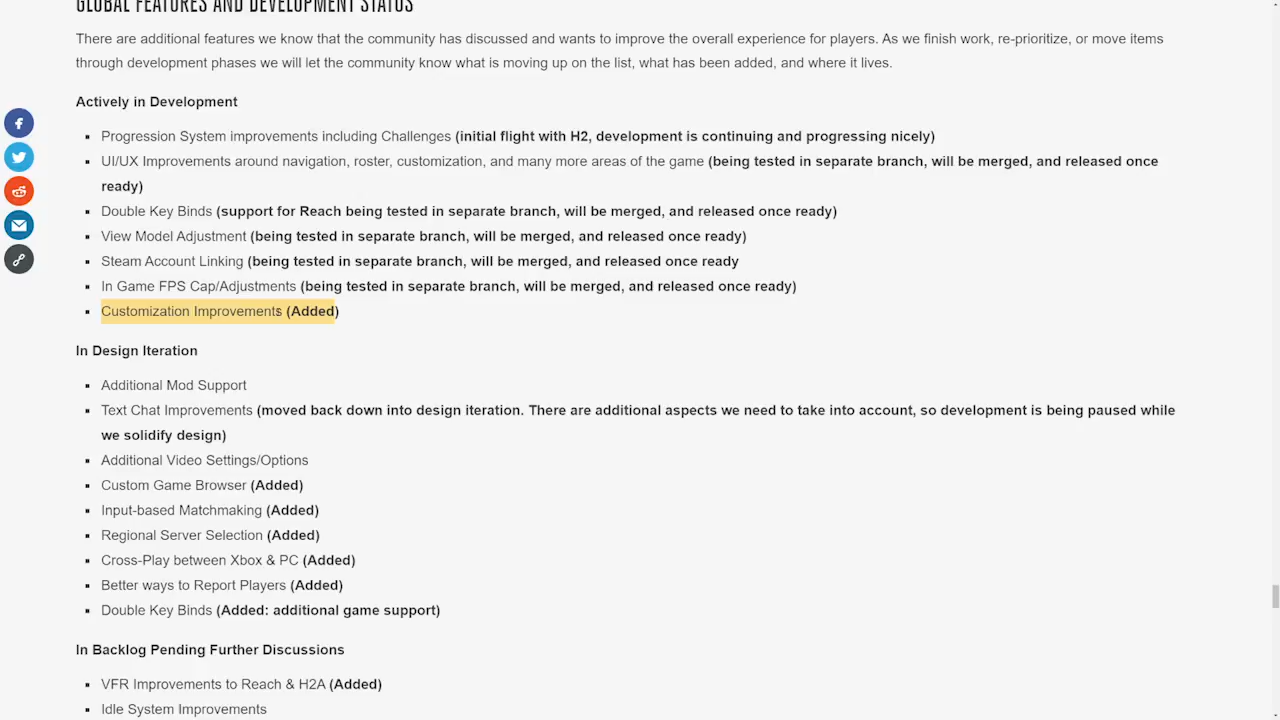 GLOBAL FEATURES AND DEVELOPMENT STATUS
There are additional features we know that the community has discussed and wants to improve the overall experience for players. As we finish work, re-prioritize, or move items
through development phases we will let the community know what is moving up on the list, what has been added, and where it lives.
Actively in Development
Progression System improvements including Challenges (initial flight with H2, development is continuing and progressing nicely)
UI/UX Improvements around navigation, roster, customization, and many more areas of the game (being tested in separate branch, will be merged, and released once
ready)
Double Key Binds (support for Reach being tested in separate branch, will be merged, and released once ready)
View Model Adjustment (being tested in separate branch, will be merged, and released once ready)
Steam Account Linking (being tested in separate branch, will be merged, and released once ready
In Game FPS Cap/Adjustments (being tested in separate branch, will be merged, and released once ready)
Customization Improvements (Added)
In Design Iteration
Additional Mod Support
Text Chat Improvements (moved back down into design iteration. There are additional aspects we need to take into account, so development is being paused while
we solidify design)
Additional Video Settings/Options
Custom Game Browser (Added)
Input-based Matchmaking (Added)
Regional Server Selection (Added)
Cross-Play between Xbox & PC (Added)
Better ways to Report Players (Added)
Double Key Binds (Added: additional game support)
In Backlog Pending Further Discussions
VFR Improvements to Reach & H2A (Added)
Idle System Improvements